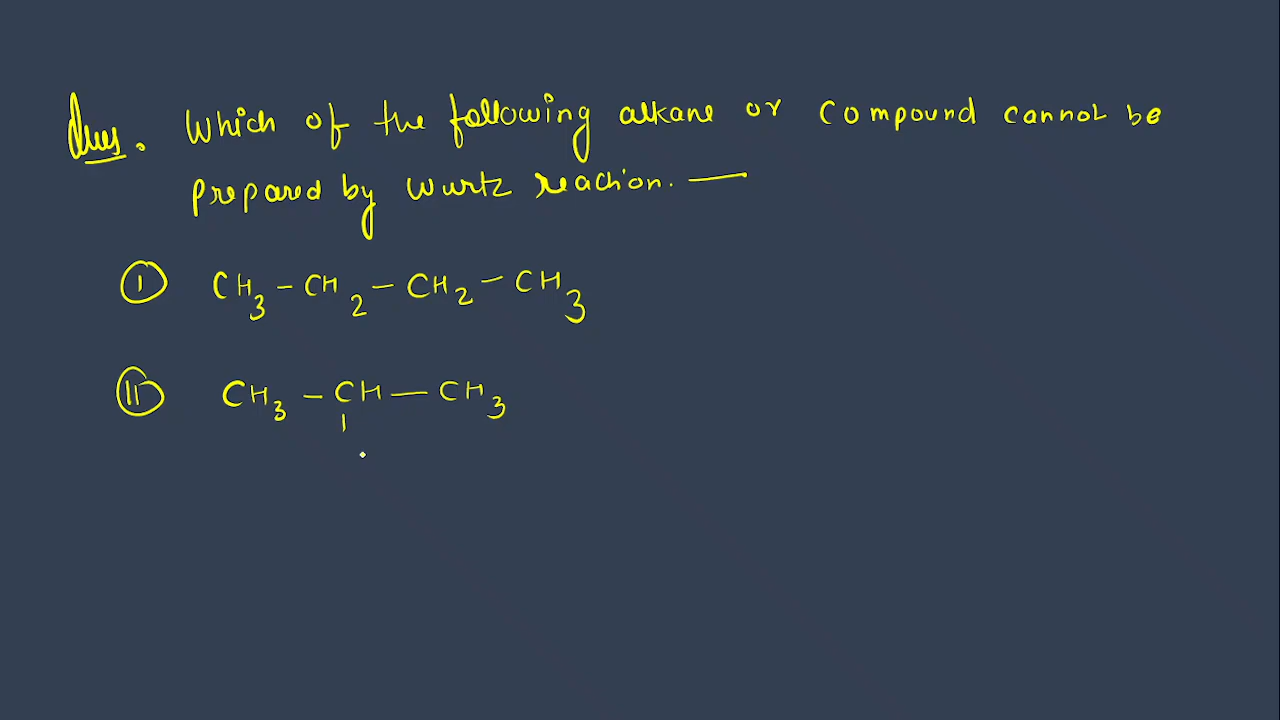 Ques. Which of the following alkane or compound cannot be
prepared by wurtz reaction. —
(I) CH3 - CH2 - CH2 - CH3
(II) CH3 - CH - CH3
|